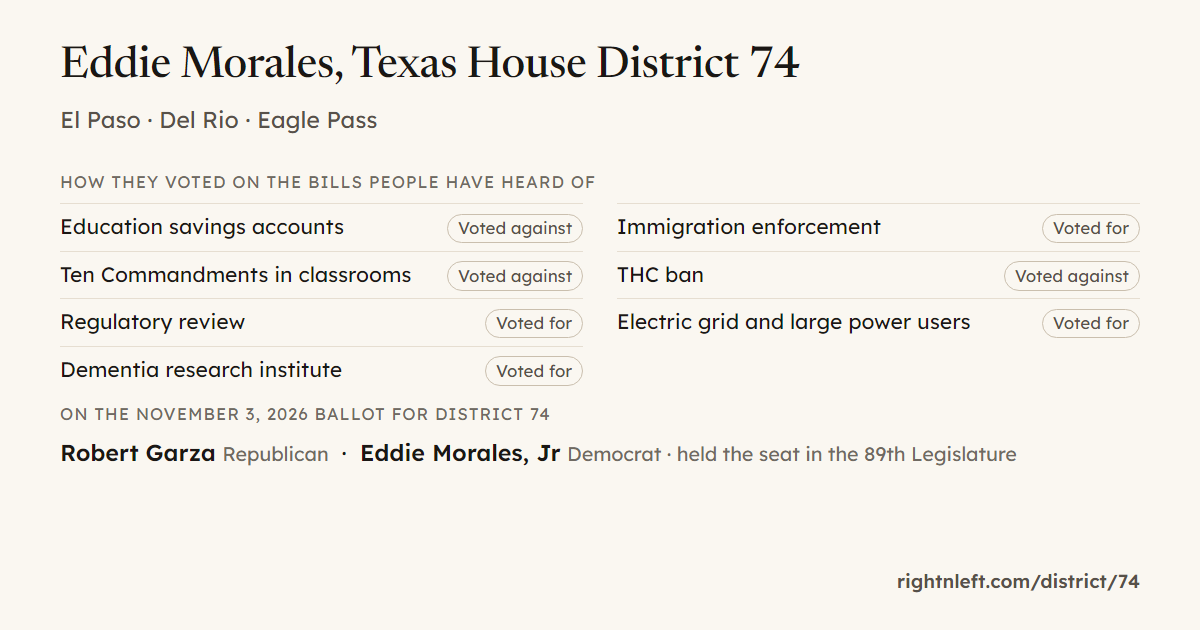 Eddie Morales, Texas House District 74
El Paso · Del Rio · Eagle Pass
HOW THEY VOTED ON THE BILLS PEOPLE HAVE HEARD OF
Education savings accounts Voted against
Ten Commandments in classrooms Voted against
Regulatory review Voted for
Dementia research institute Voted for
Immigration enforcement Voted for
THC ban Voted against
Electric grid and large power users Voted for
ON THE NOVEMBER 3, 2026 BALLOT FOR DISTRICT 74
Robert Garza Republican · Eddie Morales, Jr Democrat · held the seat in the 89th Legislature
rightnleft.com/district/74